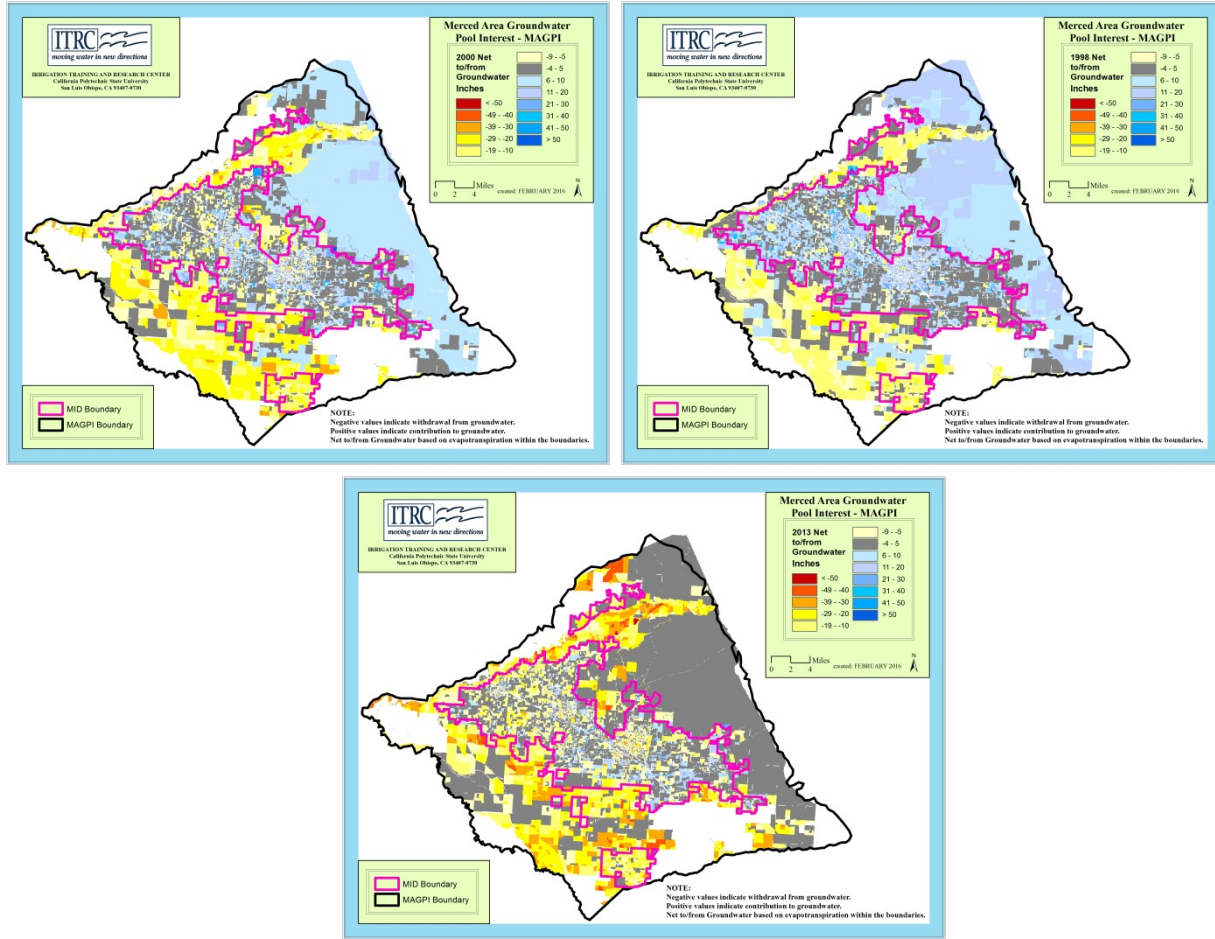 ITRC
moving water in new directions
IRRIGATION TRAINING AND RESEARCH CENTER
California Polytechnic State University
San Luis Obispo, CA 93407-0730
Merced Area Groundwater
Pool Interest - MAGPI
2000 Net
to/from
Groundwater
Inches
< -50
-49 - -40
-39 - -30
-29 - -20
-19 - -10
-9 - -5
-4 - 5
6 - 10
11 - 20
21 - 30
31 - 40
41 - 50
> 50
0 2 4 Miles
created: FEBRUARY 2016
N
MID Boundary
MAGPI Boundary
NOTE:
Negative values indicate withdrawal from groundwater.
Positive values indicate contribution to groundwater.
Net to/from Groundwater based on evapotranspiration within the boundaries.
ITRC
moving water in new directions
IRRIGATION TRAINING AND RESEARCH CENTER
California Polytechnic State University
San Luis Obispo, CA 93407-0730
Merced Area Groundwater
Pool Interest - MAGPI
1998 Net
to/from
Groundwater
Inches
< -50
-49 - -40
-39 - -30
-29 - -20
-19 - -10
-9 - -5
-4 - 5
6 - 10
11 - 20
21 - 30
31 - 40
41 - 50
> 50
0 2 4 Miles
created: FEBRUARY 2016
N
MID Boundary
MAGPI Boundary
NOTE:
Negative values indicate withdrawal from groundwater.
Positive values indicate contribution to groundwater.
Net to/from Groundwater based on evapotranspiration within the boundaries.
ITRC
moving water in new directions
IRRIGATION TRAINING AND RESEARCH CENTER
California Polytechnic State University
San Luis Obispo, CA 93407-0730
Merced Area Groundwater
Pool Interest - MAGPI
2013 Net
to/from
Groundwater
Inches
< -50
-49 - -40
-39 - -30
-29 - -20
-19 - -10
-9 - -5
-4 - 5
6 - 10
11 - 20
21 - 30
31 - 40
41 - 50
> 50
0 2 4 Miles
created: FEBRUARY 2016
N
MID Boundary
MAGPI Boundary
NOTE:
Negative values indicate withdrawal from groundwater.
Positive values indicate contribution to groundwater.
Net to/from Groundwater based on evapotranspiration within the boundaries.